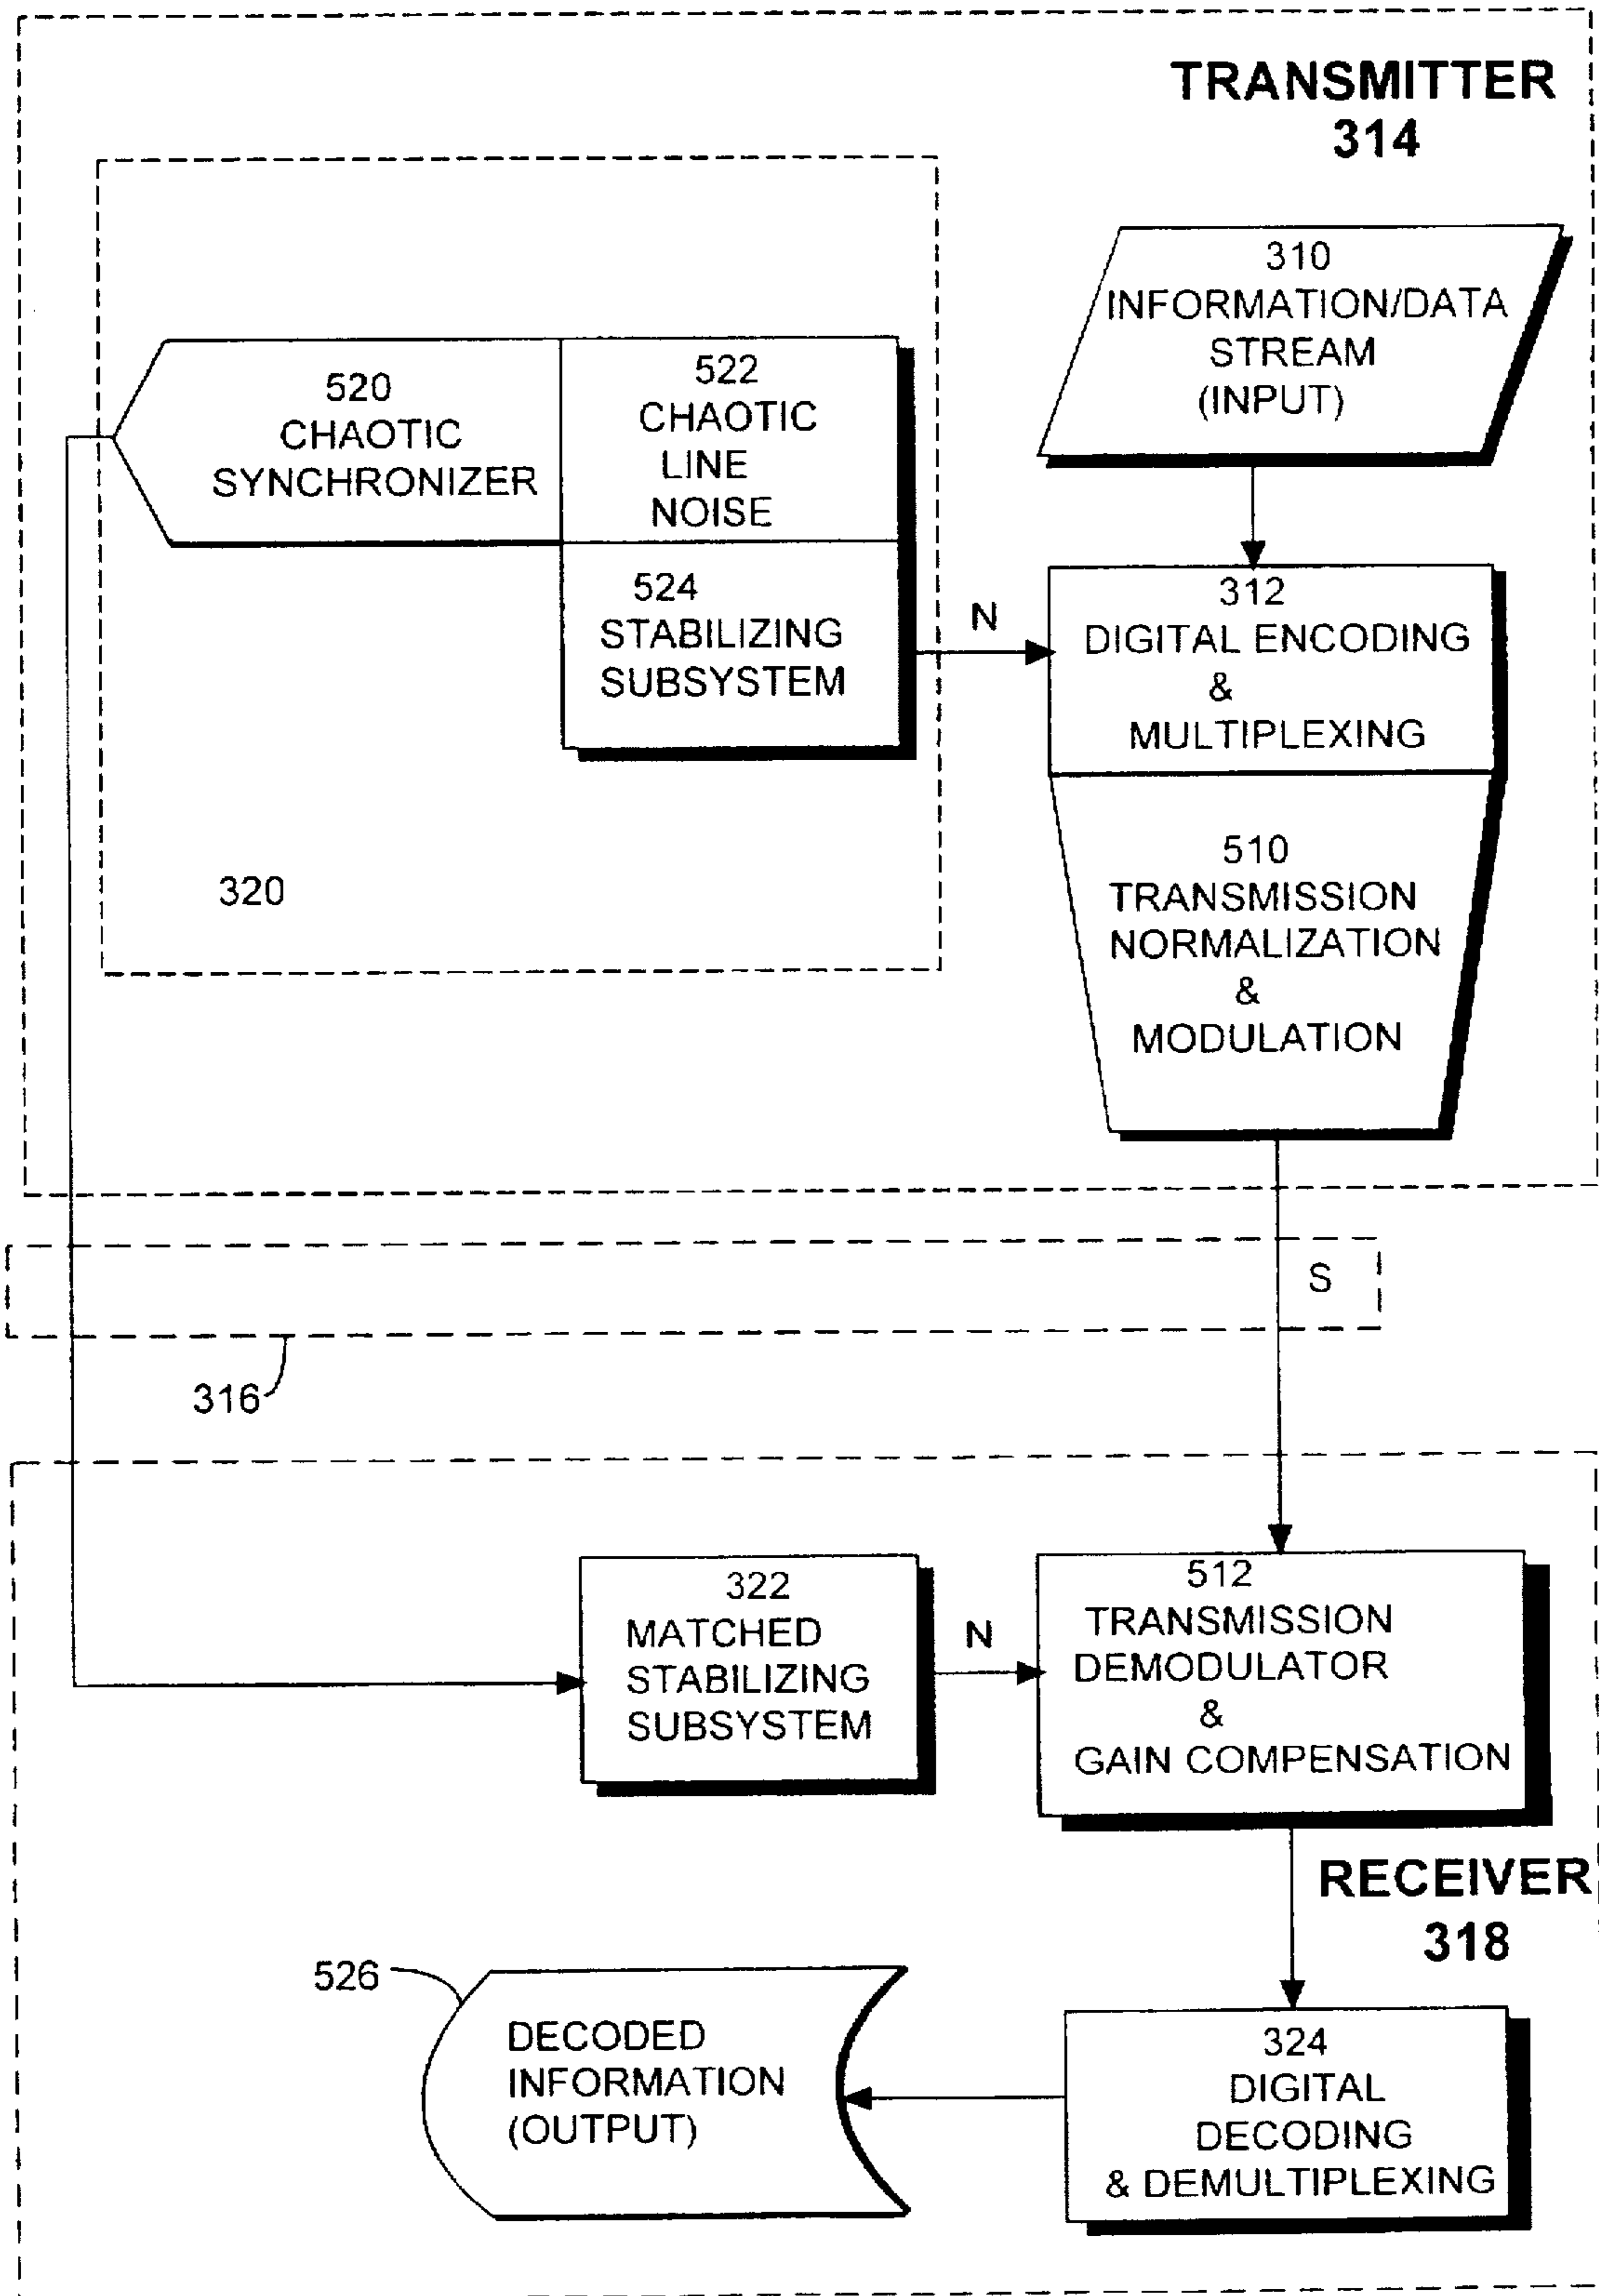 TRANSMITTER
314
310
INFORMATION/DATA
STREAM
(INPUT)
520
CHAOTIC
SYNCHRONIZER
522
CHAOTIC
LINE
NOISE
524
STABILIZING
SUBSYSTEM
N
312
DIGITAL ENCODING
&
MULTIPLEXING
320
510
TRANSMISSION
NORMALIZATION
&
MODULATION
S
316
322
MATCHED
STABILIZING
SUBSYSTEM
N
512
TRANSMISSION
DEMODULATOR
&
GAIN COMPENSATION
RECEIVER
318
526
DECODED
INFORMATION
(OUTPUT)
324
DIGITAL
DECODING
& DEMULTIPLEXING